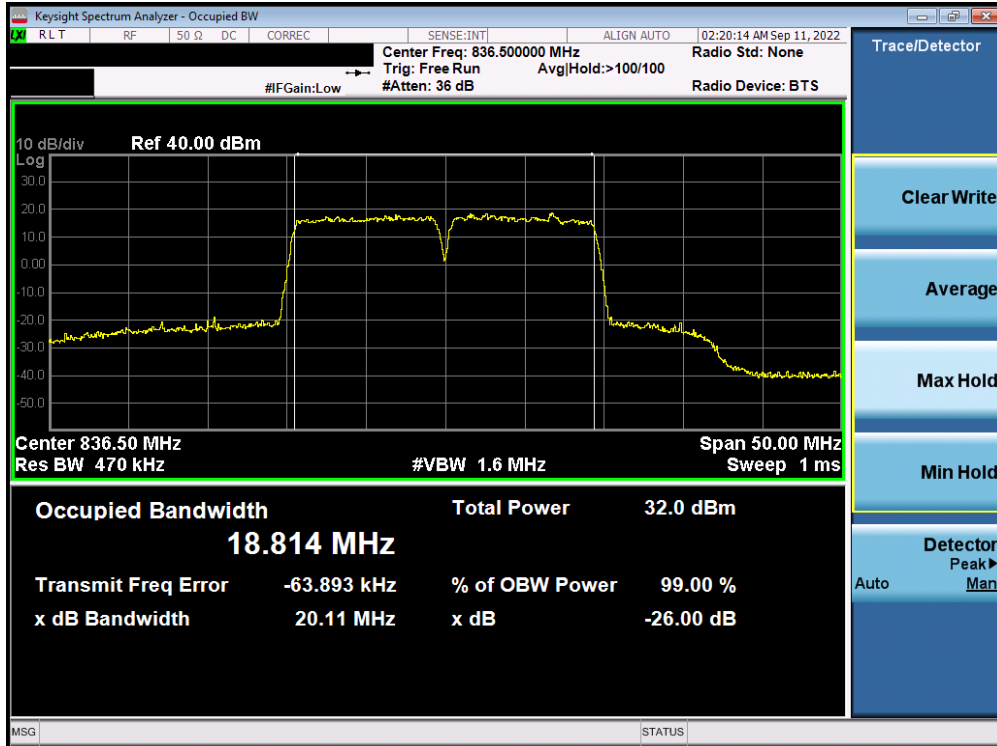 Keysight Spectrum Analyzer - Occupied BW
LXI RLT RF 50 Ω DC CORREC SENSE:INT ALIGN AUTO 02:20:14 AM Sep 11, 2022
Center Freq: 836.500000 MHz Radio Std: None
Trig: Free Run Avg|Hold:>100/100
#IFGain:Low #Atten: 36 dB Radio Device: BTS
10 dB/div Ref 40.00 dBm
Log
30.0
20.0
10.0
0.00
-10.0
-20.0
-30.0
-40.0
-50.0
Center 836.50 MHz Span 50.00 MHz
Res BW 470 kHz #VBW 1.6 MHz Sweep 1 ms
Occupied Bandwidth Total Power 32.0 dBm
18.814 MHz
Transmit Freq Error -63.893 kHz % of OBW Power 99.00 %
x dB Bandwidth 20.11 MHz x dB -26.00 dB
MSG STATUS
Trace/Detector
Clear Write
Average
Max Hold
Min Hold
Detector
Peak▶
Auto Man